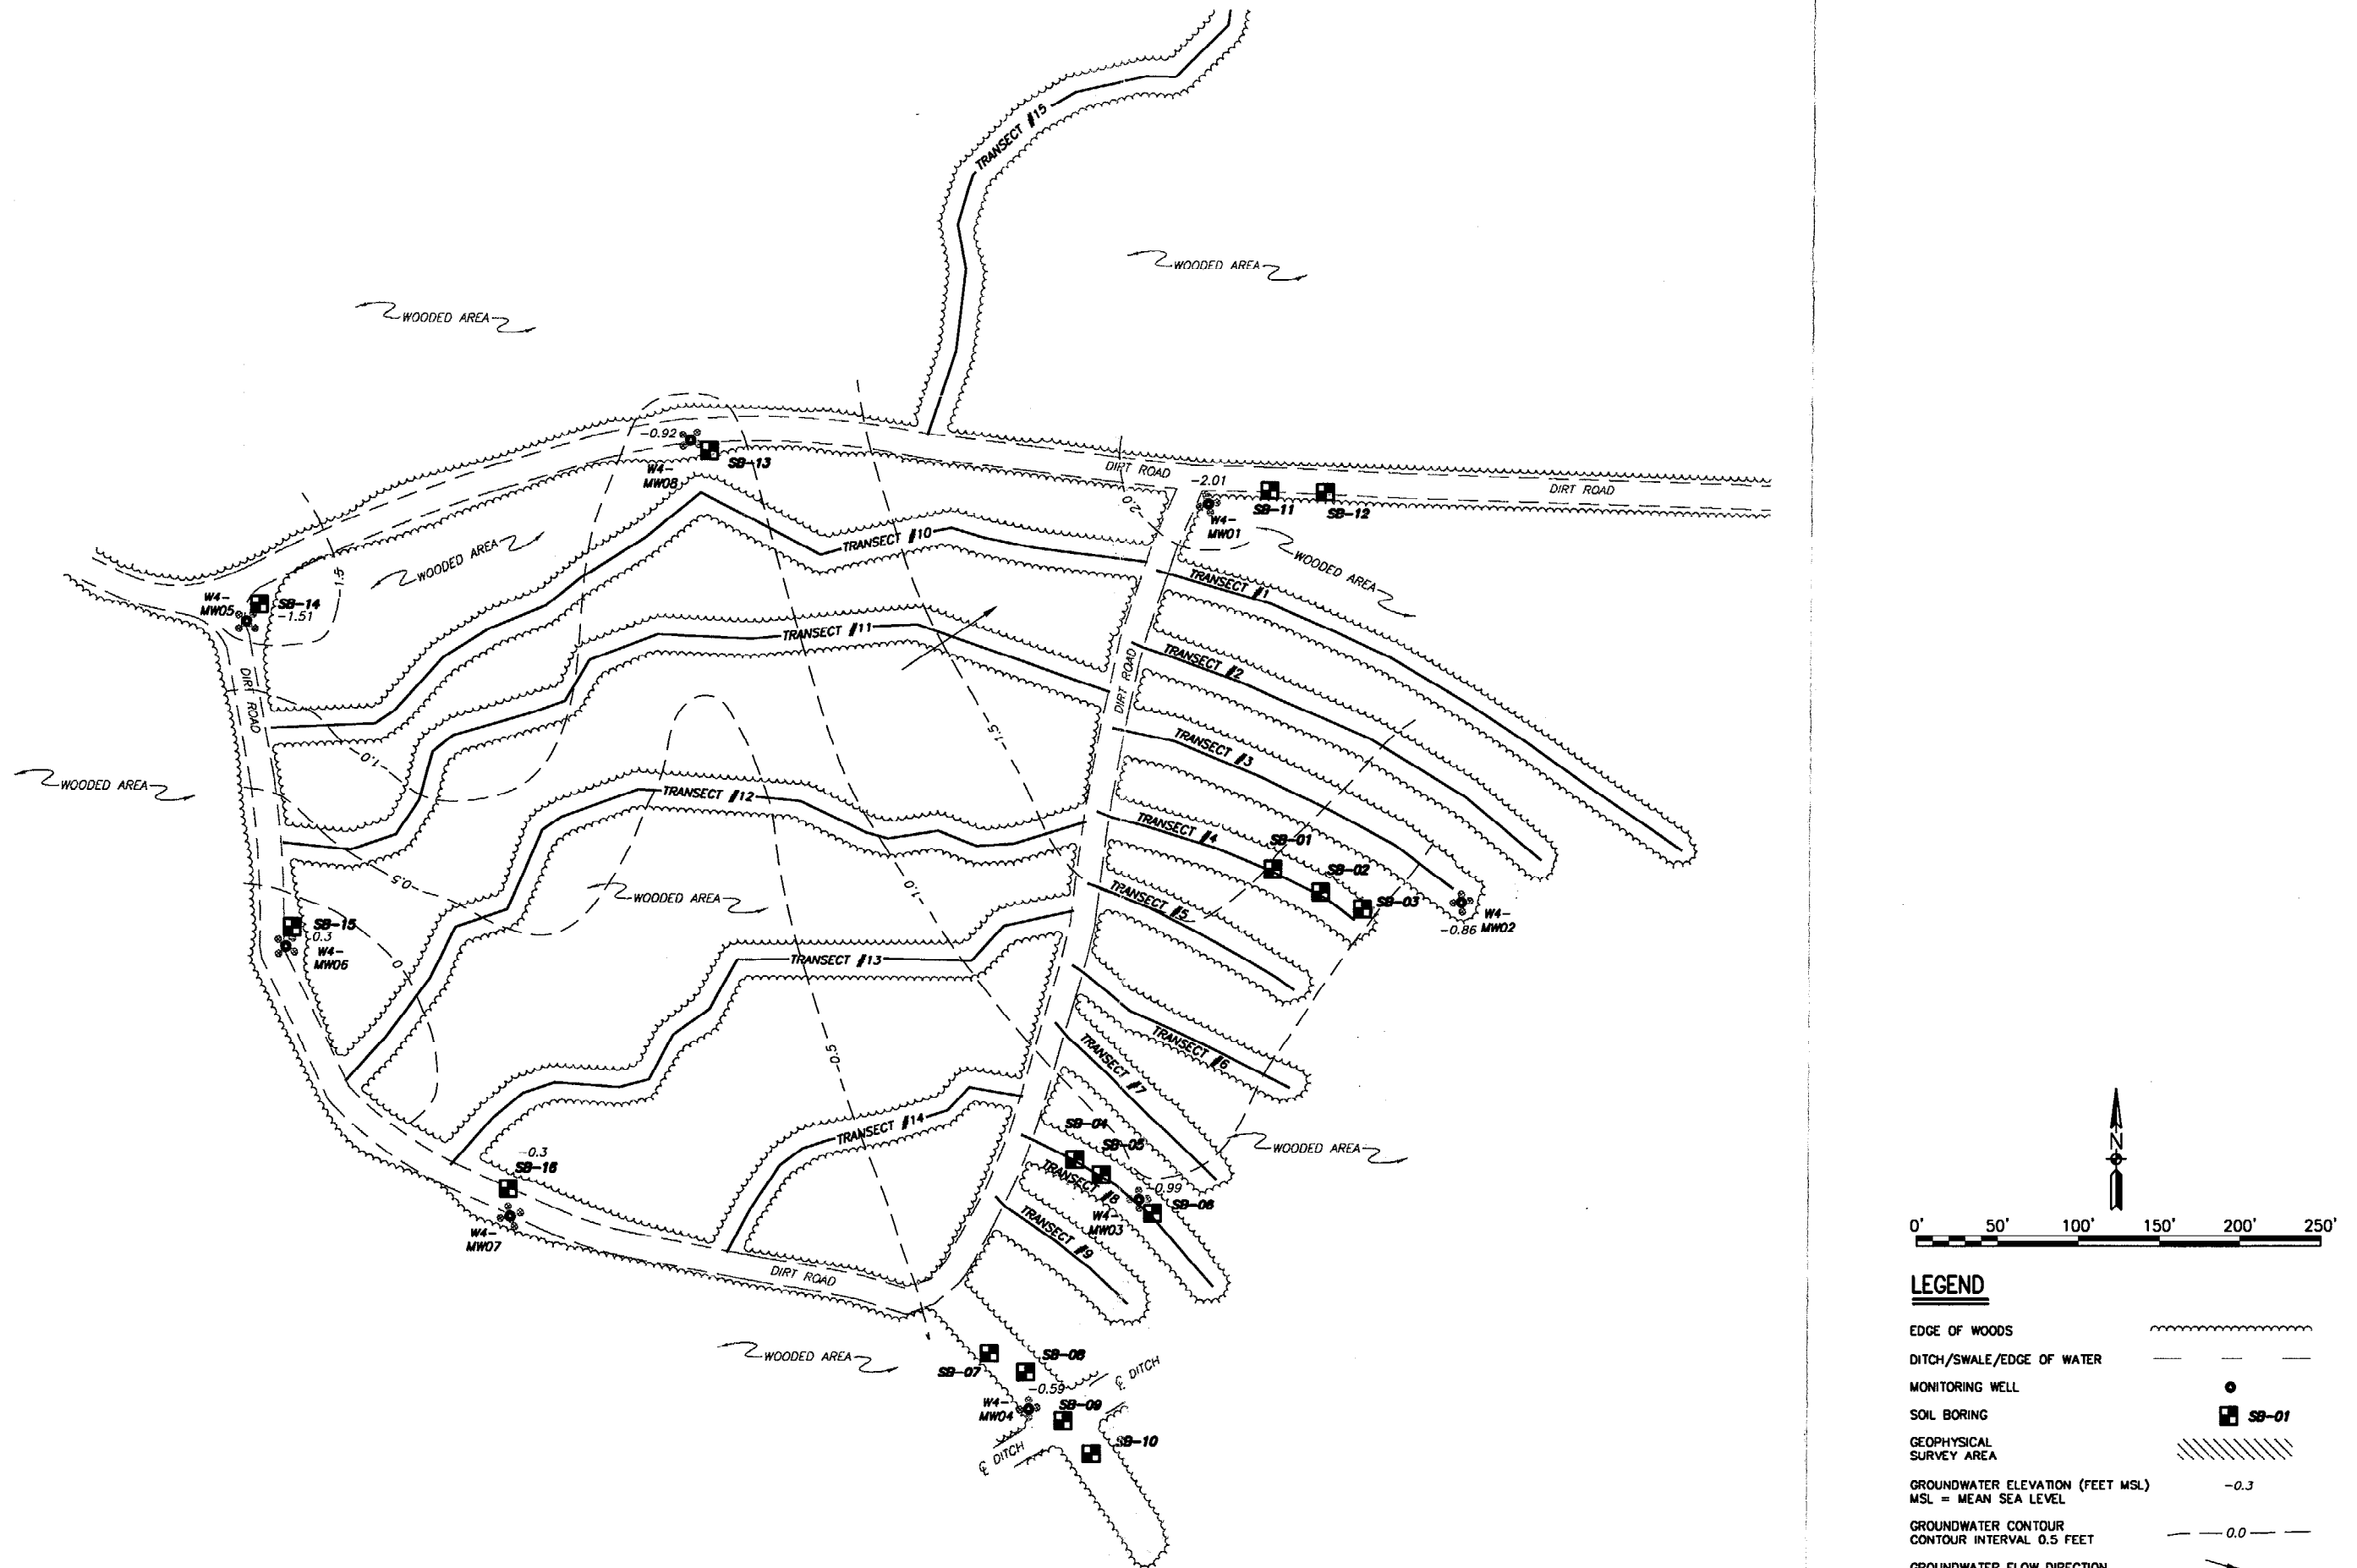 TRANSECT #15
WOODED AREA
WOODED AREA
-0.92
W4-
MW08
SB-13
DIRT ROAD
-2.01
DIRT ROAD
-2.0
SB-11
SB-12
W4-
MW01
WOODED AREA
TRANSECT #10
WOODED AREA
-1.5
TRANSECT #1
W4-
MW05
SB-14
-1.51
TRANSECT #11
TRANSECT #2
DIRT ROAD
DIRT ROAD
-1.5
TRANSECT #3
-1.0
WOODED AREA
TRANSECT #12
TRANSECT #4
SB-01
SB-02
SB-03
W4-
MW02
-0.86
-0.5
WOODED AREA
-1.0
TRANSECT #5
SB-15
0.3
W4-
MW06
0
TRANSECT #13
-0.5
TRANSECT #6
TRANSECT #7
TRANSECT #14
SB-04
SB-05
WOODED AREA
-0.3
SB-16
TRANSECT #8
-0.99
SB-06
W4-
MW03
W4-
MW07
TRANSECT #9
DIRT ROAD
WOODED AREA
SB-07
SB-08
-0.59
W4-
MW04
SB-09
℄ DITCH
℄ DITCH
SB-10
N
0' 50' 100' 150' 200' 250'
LEGEND
EDGE OF WOODS
DITCH/SWALE/EDGE OF WATER
MONITORING WELL
SOIL BORING SB-01
GEOPHYSICAL
SURVEY AREA
GROUNDWATER ELEVATION (FEET MSL) -0.3
MSL = MEAN SEA LEVEL
GROUNDWATER CONTOUR
CONTOUR INTERVAL 0.5 FEET 0.0
GROUNDWATER FLOW DIRECTION